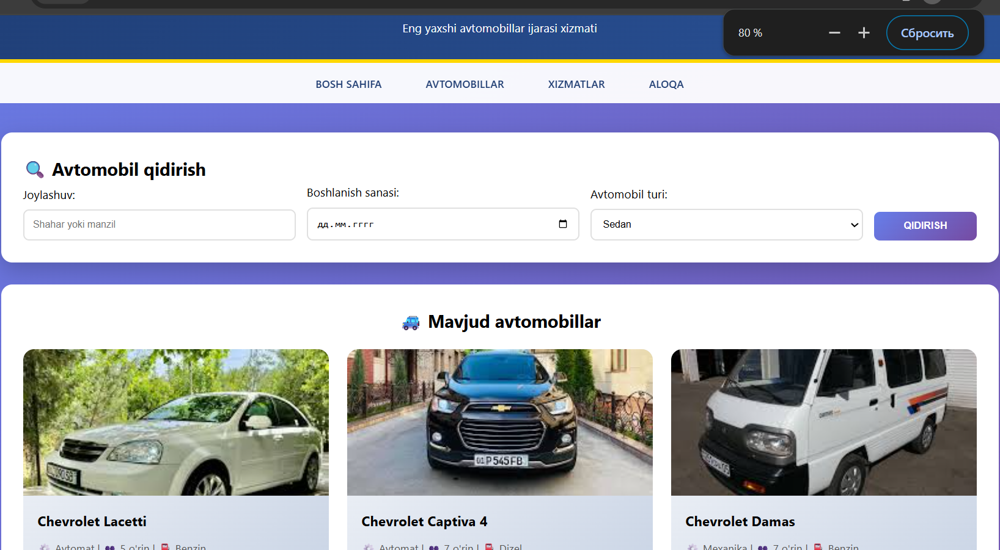 Eng yaxshi avtomobillar ijarasi xizmati
80 %
Сбросить
BOSH SAHIFA AVTOMOBILLAR XIZMATLAR ALOQA
Avtomobil qidirish
Joylashuv:
Boshlanish sanasi:
Avtomobil turi:
Shahar yoki manzil
дд.мм.гггг
Sedan
QIDIRISH
Mavjud avtomobillar
01 P 545 FB
Chevrolet Lacetti
Chevrolet Captiva 4
Chevrolet Damas
Avtomat | 5 o'rin | Benzin
Avtomat | 7 o'rin | Dizel
Mexanika | 7 o'rin | Benzin